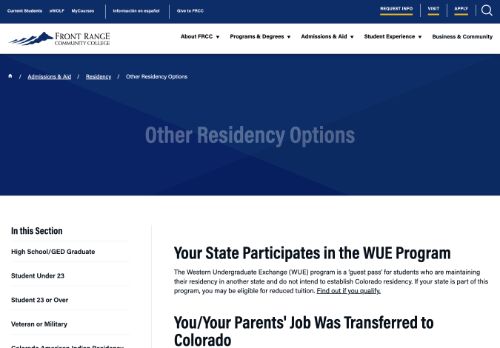 Current Students eWOLF MyCourses Información en español Give to FRCC REQUEST INFO VISIT APPLY
FRONT RANGE
COMMUNITY COLLEGE
About FRCC Programs & Degrees Admissions & Aid Student Experience Business & Community
/ Admissions & Aid / Residency / Other Residency Options
Other Residency Options
In this Section
High School/GED Graduate
Student Under 23
Student 23 or Over
Veteran or Military
Colorado American Indian Residency
Your State Participates in the WUE Program
The Western Undergraduate Exchange (WUE) program is a 'guest pass' for students who are maintaining
their residency in another state and do not intend to establish Colorado residency. If your state is part of this
program, you may be eligible for reduced tuition. Find out if you qualify.
You/Your Parents' Job Was Transferred to
Colorado